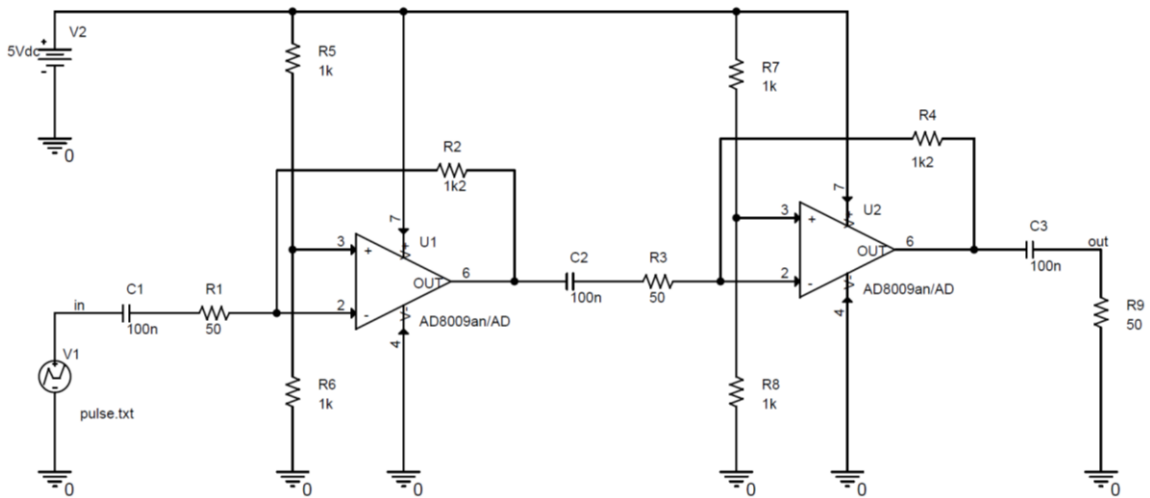 V2
5Vdc
+
-
0
R5
1k
R7
1k
R4
1k2
R2
1k2
7
U2
3
+
OUT
6
V+
2
-
V-
4
AD8009an/AD
C3
100n
out
7
U1
3
+
V+
OUT
6
2
-
V-
4
AD8009an/AD
C2
100n
R3
50
in
C1
100n
R1
50
R9
50
V1
+
-
pulse.txt
R6
1k
R8
1k
0
0
0
0
0
0